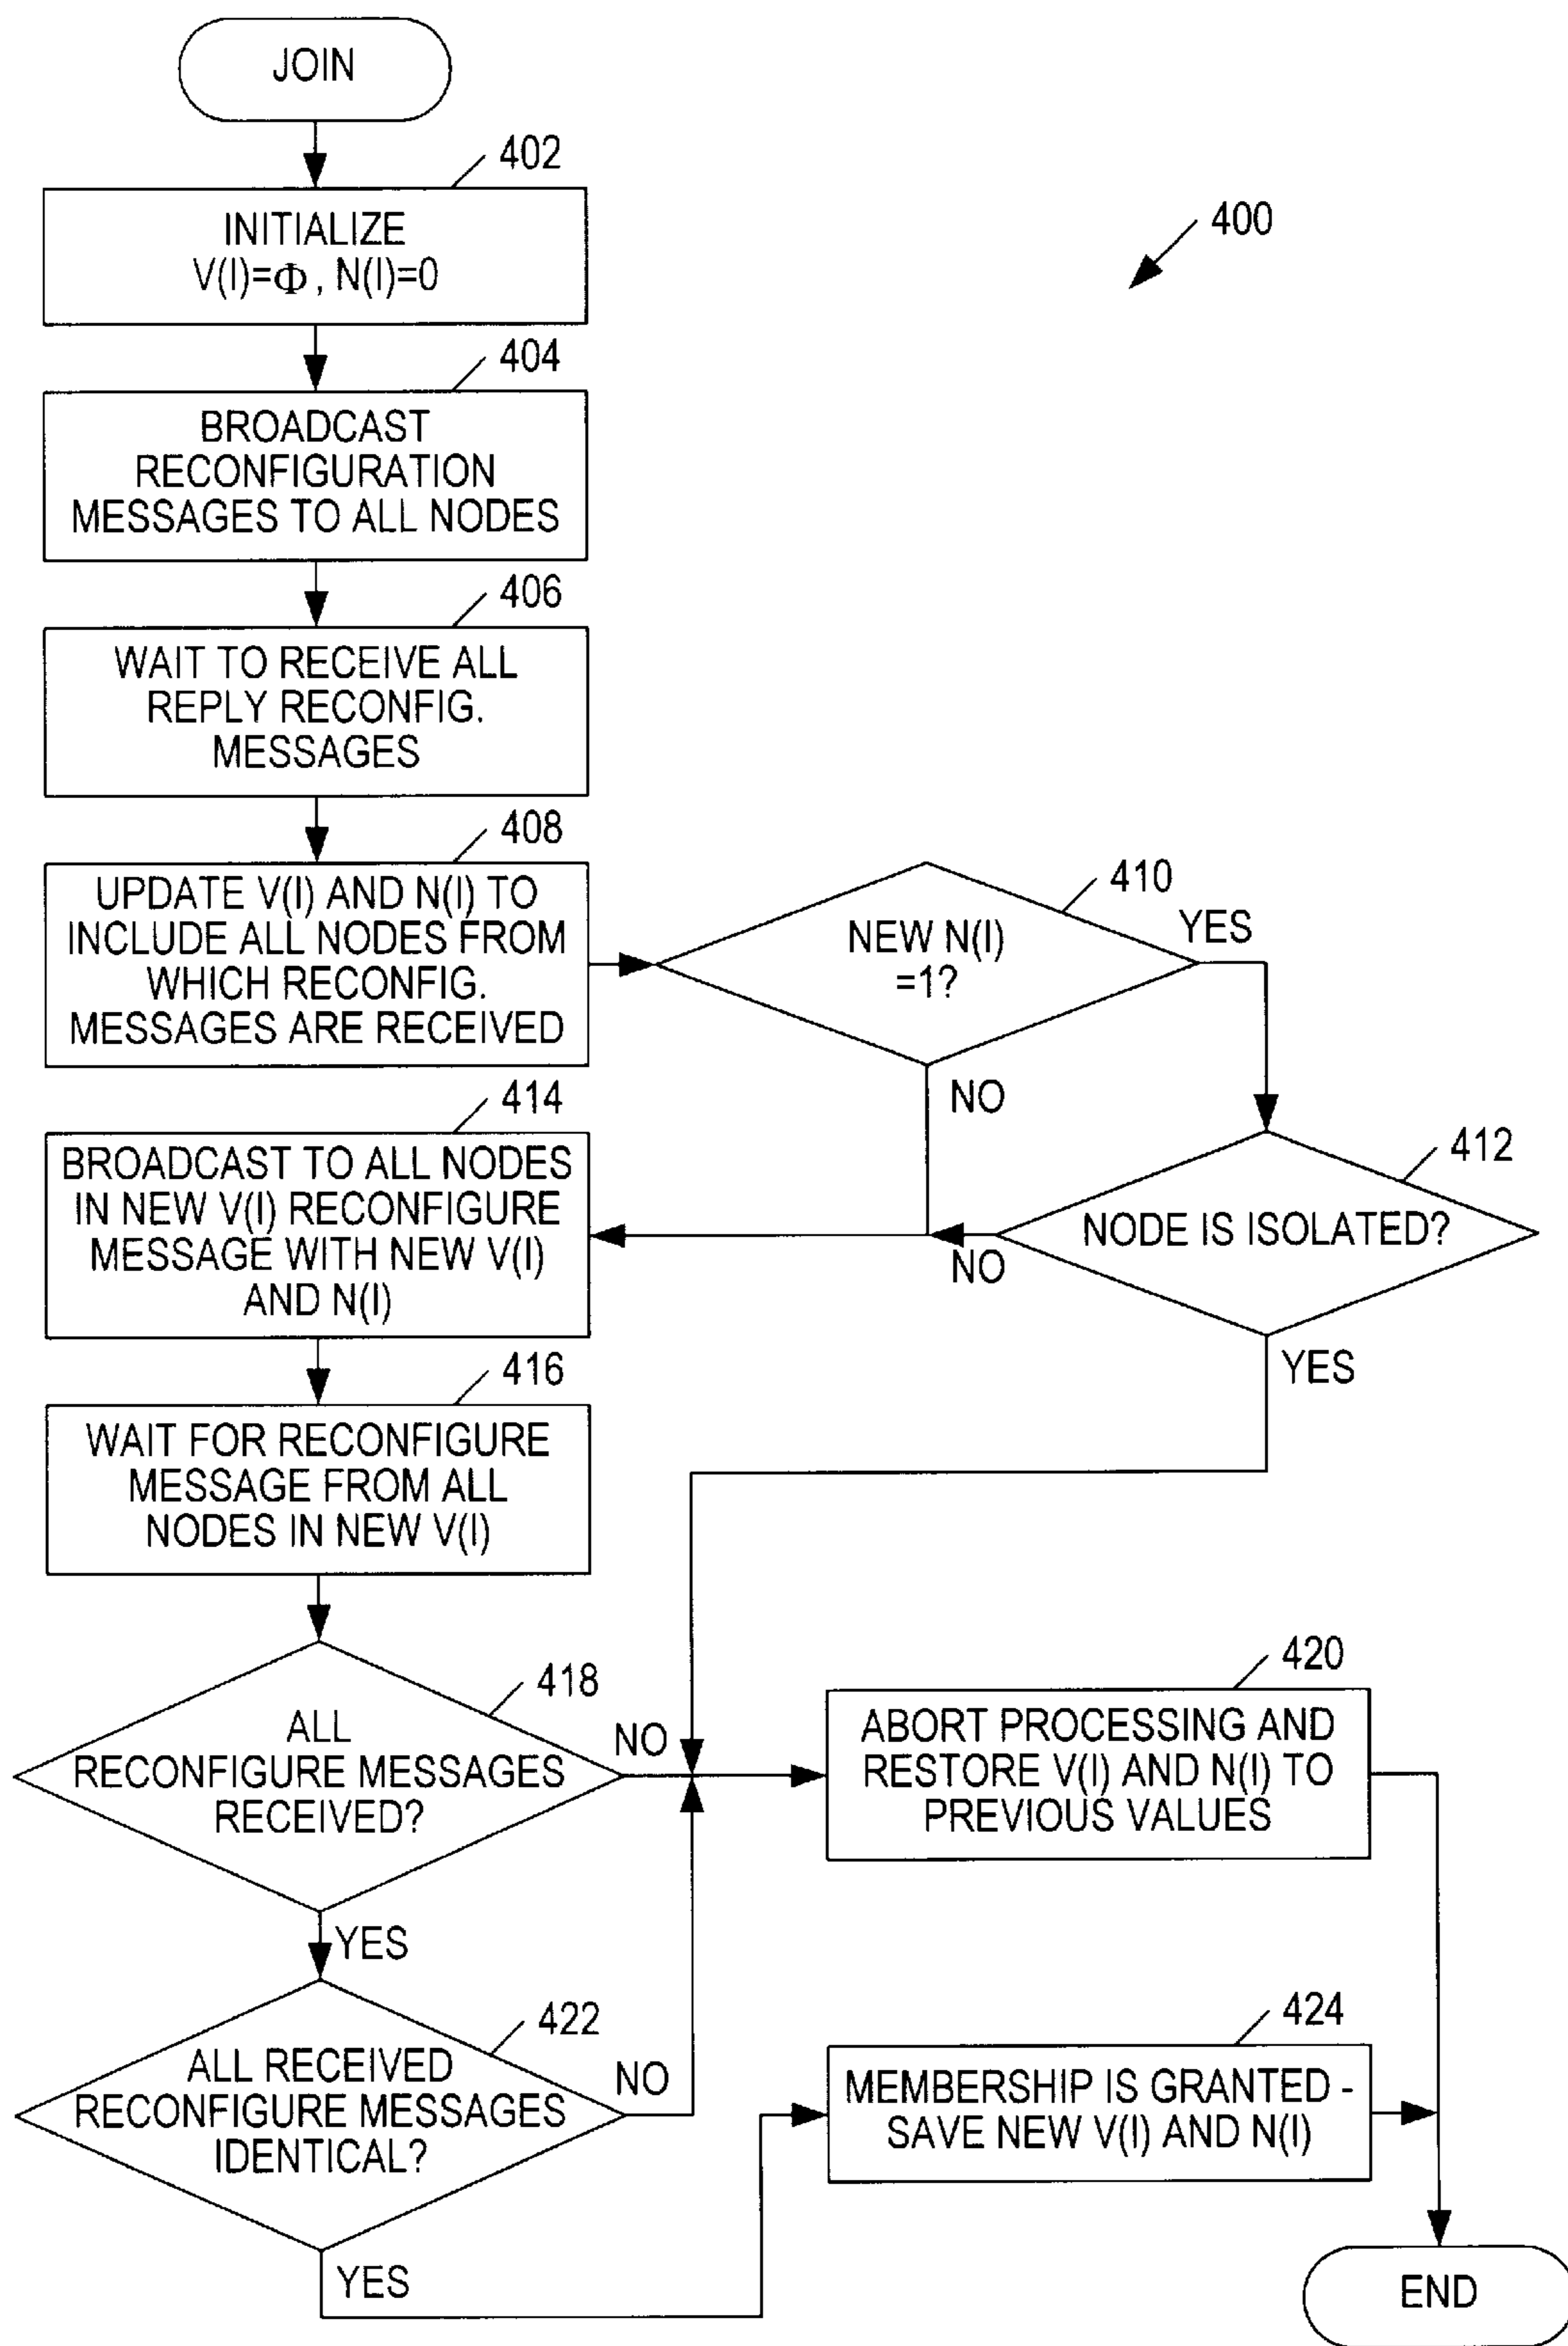 JOIN
402
INITIALIZE
V(I)=Φ, N(I)=0
400
404
BROADCAST
RECONFIGURATION
MESSAGES TO ALL NODES
406
WAIT TO RECEIVE ALL
REPLY RECONFIG.
MESSAGES
408
UPDATE V(I) AND N(I) TO
INCLUDE ALL NODES FROM
WHICH RECONFIG.
MESSAGES ARE RECEIVED
410
NEW N(I)
=1?
YES
NO
412
NODE IS ISOLATED?
NO
YES
414
BROADCAST TO ALL NODES
IN NEW V(I) RECONFIGURE
MESSAGE WITH NEW V(I)
AND N(I)
416
WAIT FOR RECONFIGURE
MESSAGE FROM ALL
NODES IN NEW V(I)
418
ALL
RECONFIGURE MESSAGES
RECEIVED?
NO
YES
420
ABORT PROCESSING AND
RESTORE V(I) AND N(I) TO
PREVIOUS VALUES
422
ALL RECEIVED
RECONFIGURE MESSAGES
IDENTICAL?
NO
YES
424
MEMBERSHIP IS GRANTED -
SAVE NEW V(I) AND N(I)
END